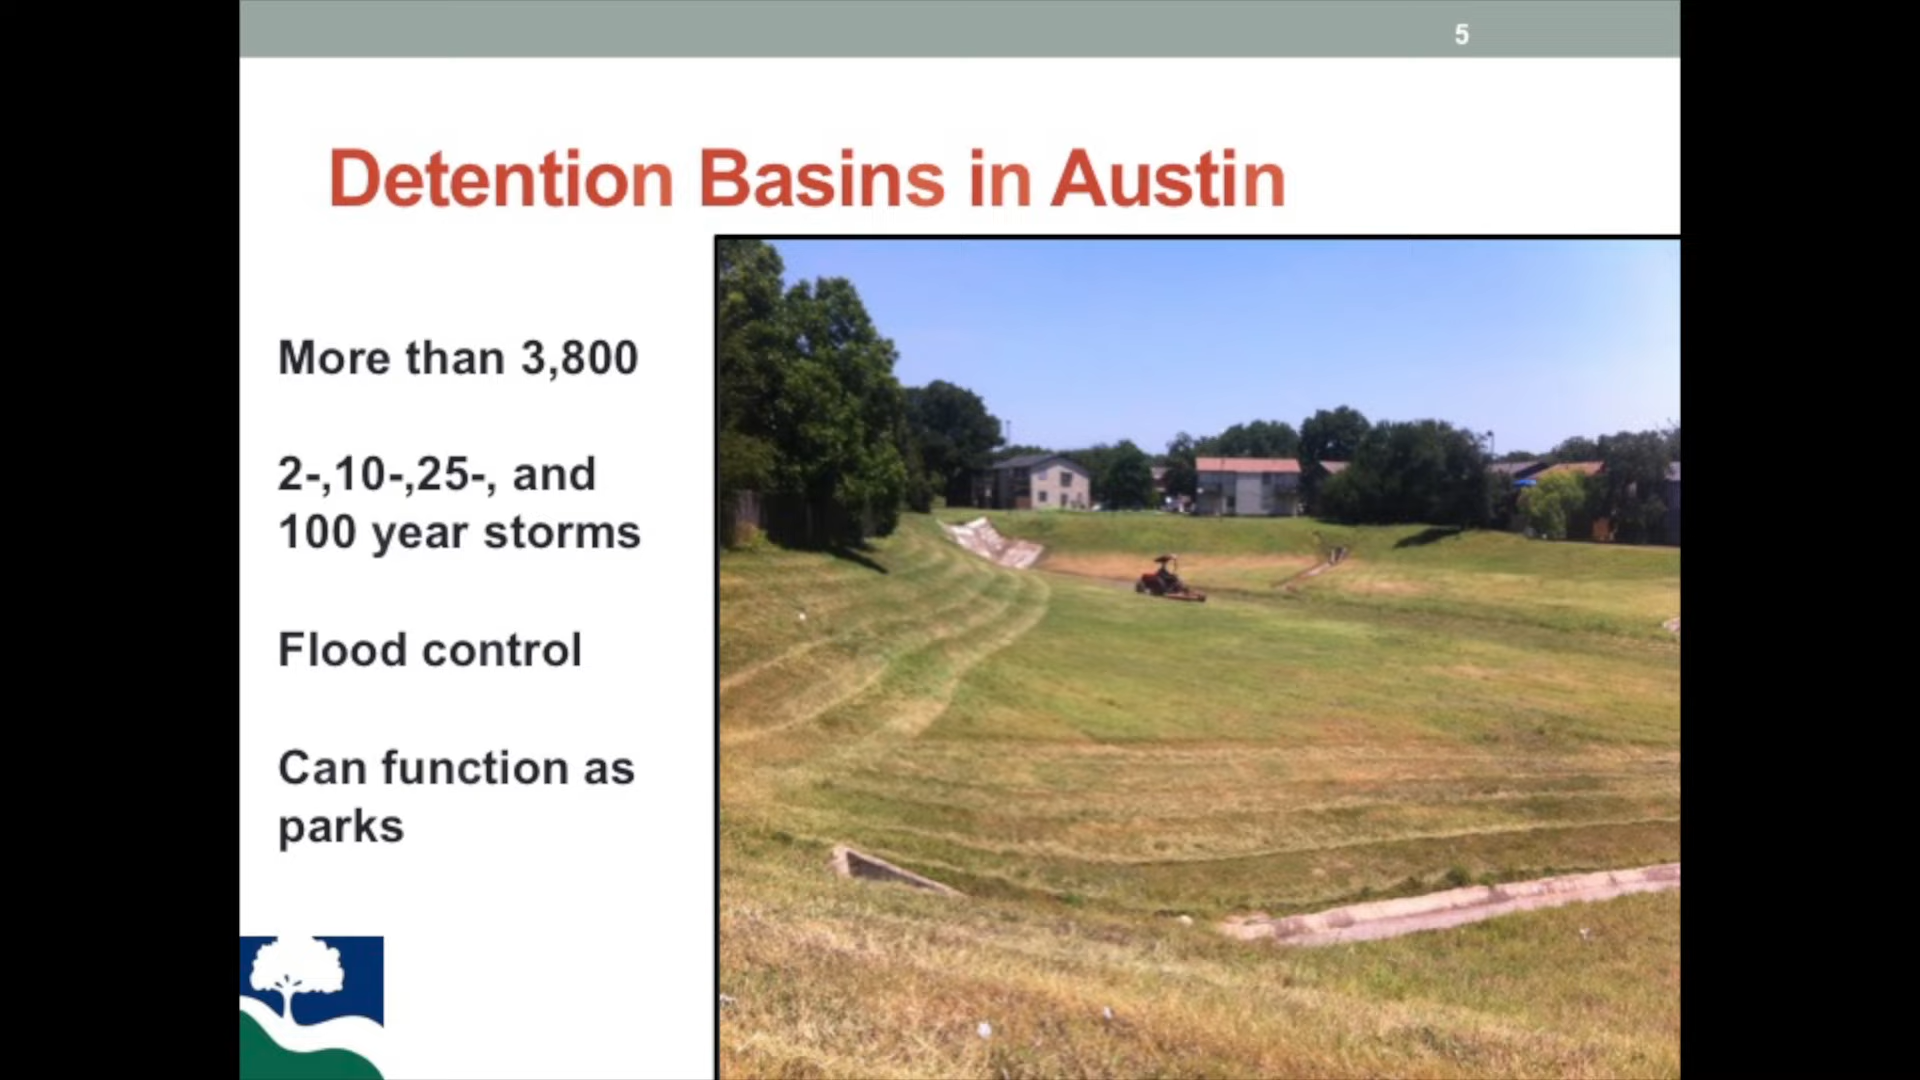 5
Detention Basins in Austin
More than 3,800
2-,10-,25-, and
100 year storms
Flood control
Can function as
parks